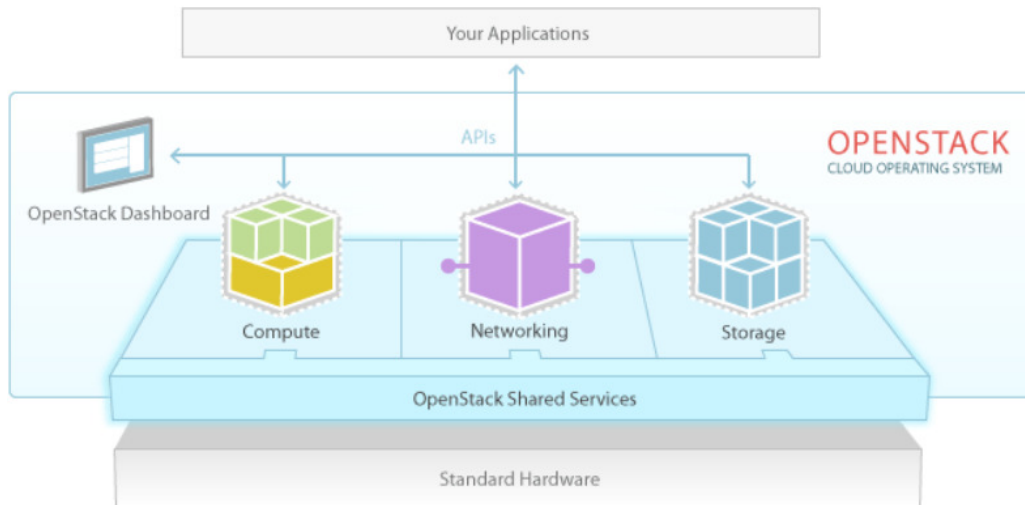 Your Applications
APIs
OPENSTACK
CLOUD OPERATING SYSTEM
OpenStack Dashboard
Compute
Networking
Storage
OpenStack Shared Services
Standard Hardware